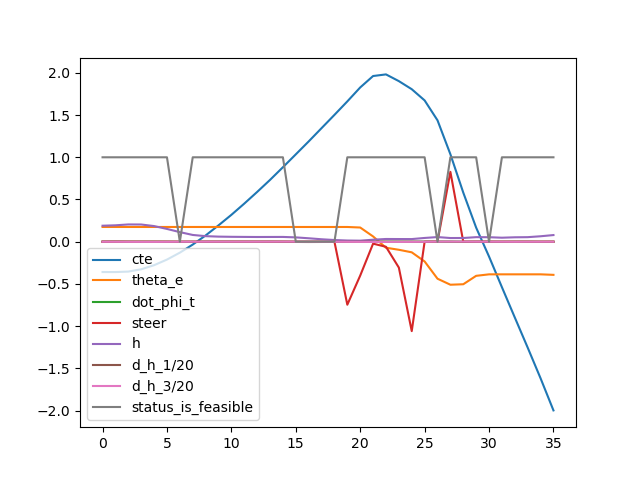 2.0
1.5
1.0
0.5
0.0
−0.5
−1.0
−1.5
−2.0
cte
theta_e
dot_phi_t
steer
h
d_h_1/20
d_h_3/20
status_is_feasible
0 5 10 15 20 25 30 35